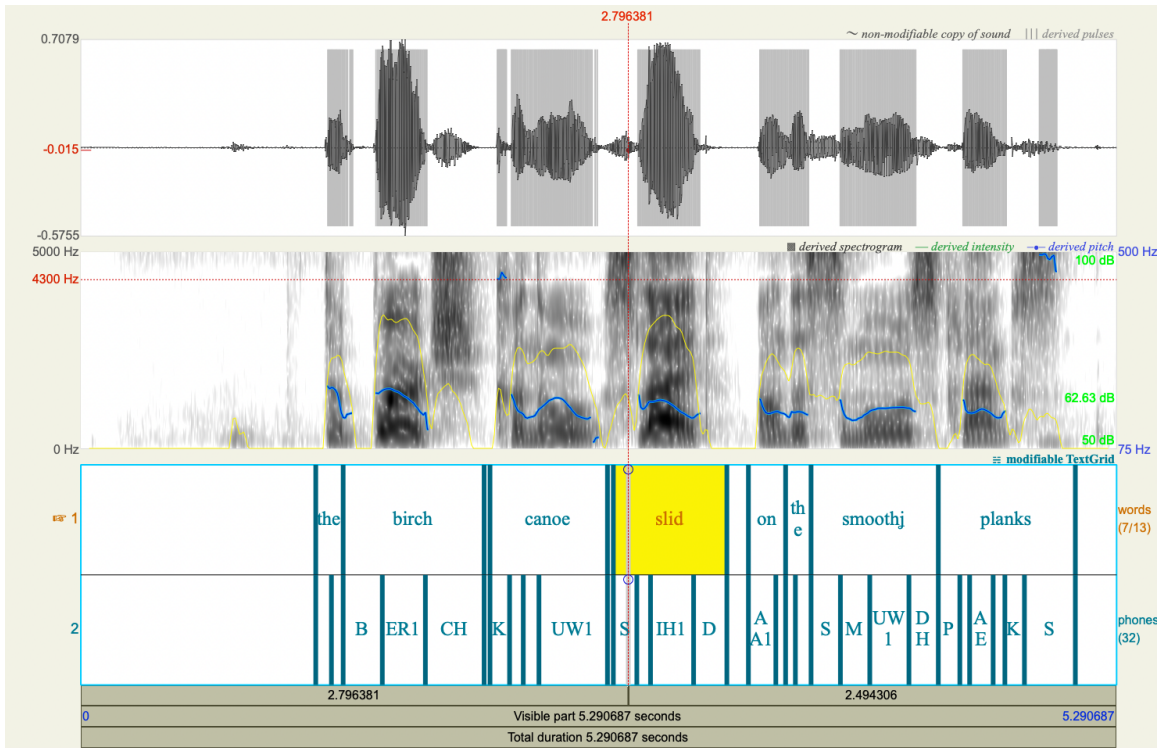 2.796381
0.7079
~ non-modifiable copy of sound ||| derived pulses
-0.015
-0.5755
5000 Hz
derived spectrogram — derived intensity derived pitch
500 Hz
100 dB
4300 Hz
62.63 dB
50 dB
0 Hz
75 Hz
modifiable TextGrid
1 the birch canoe slid on th
e smoothj planks words
(7/13)
2 B ER1 CH K UW1 S IH1 D A
A1 S M UW
1 D
H P A
E K S phones
(32)
2.796381 2.494306
0 Visible part 5.290687 seconds 5.290687
Total duration 5.290687 seconds